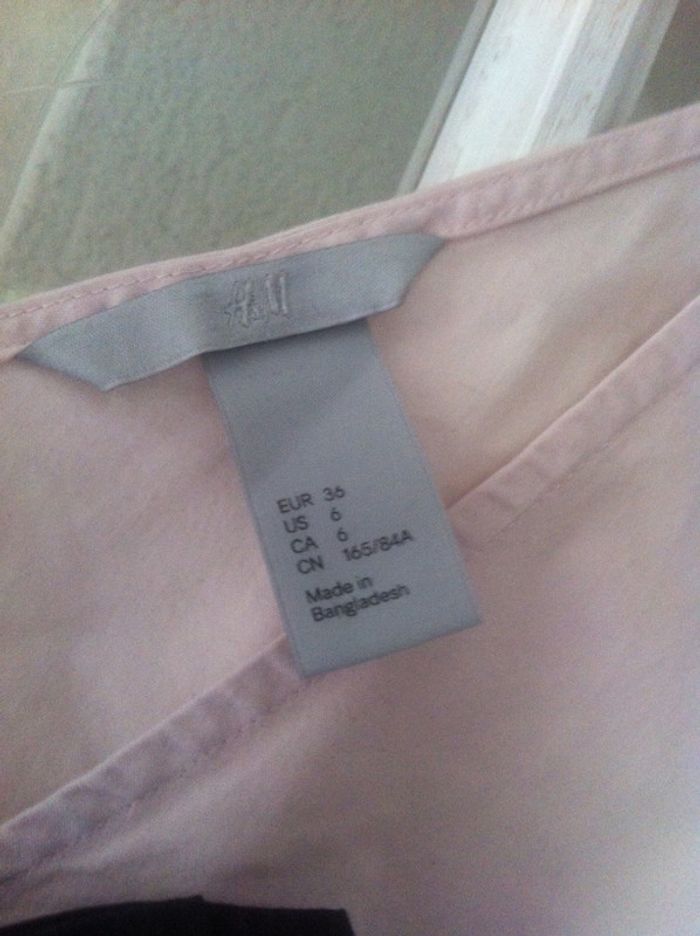 H&M
EUR 36
US 6
CA 6
CN 165/84A
Made in
Bangladesh